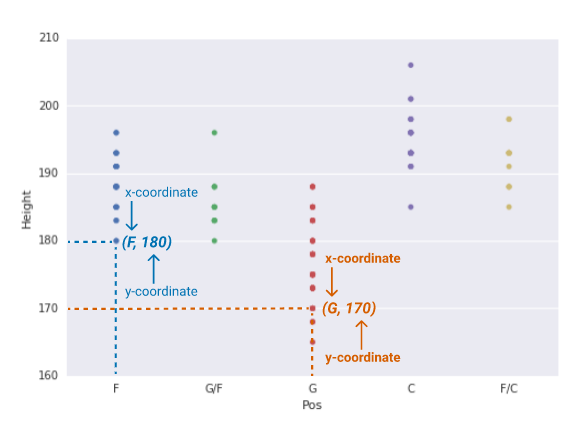 210
200
190
180
170
160
Height
x-coordinate
(F, 180)
y-coordinate
x-coordinate
(G, 170)
y-coordinate
F G/F G C F/C
Pos